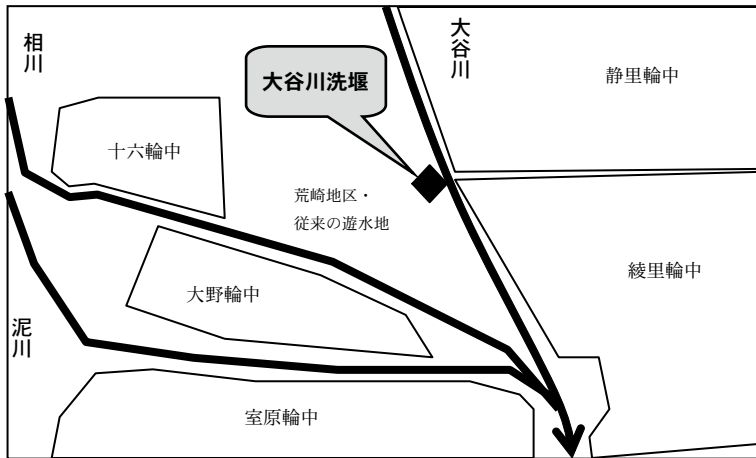 相川
大谷川
静里輪中
大谷川洗堰
十六輪中
荒崎地区・
従来の遊水地
綾里輪中
大野輪中
泥川
室原輪中